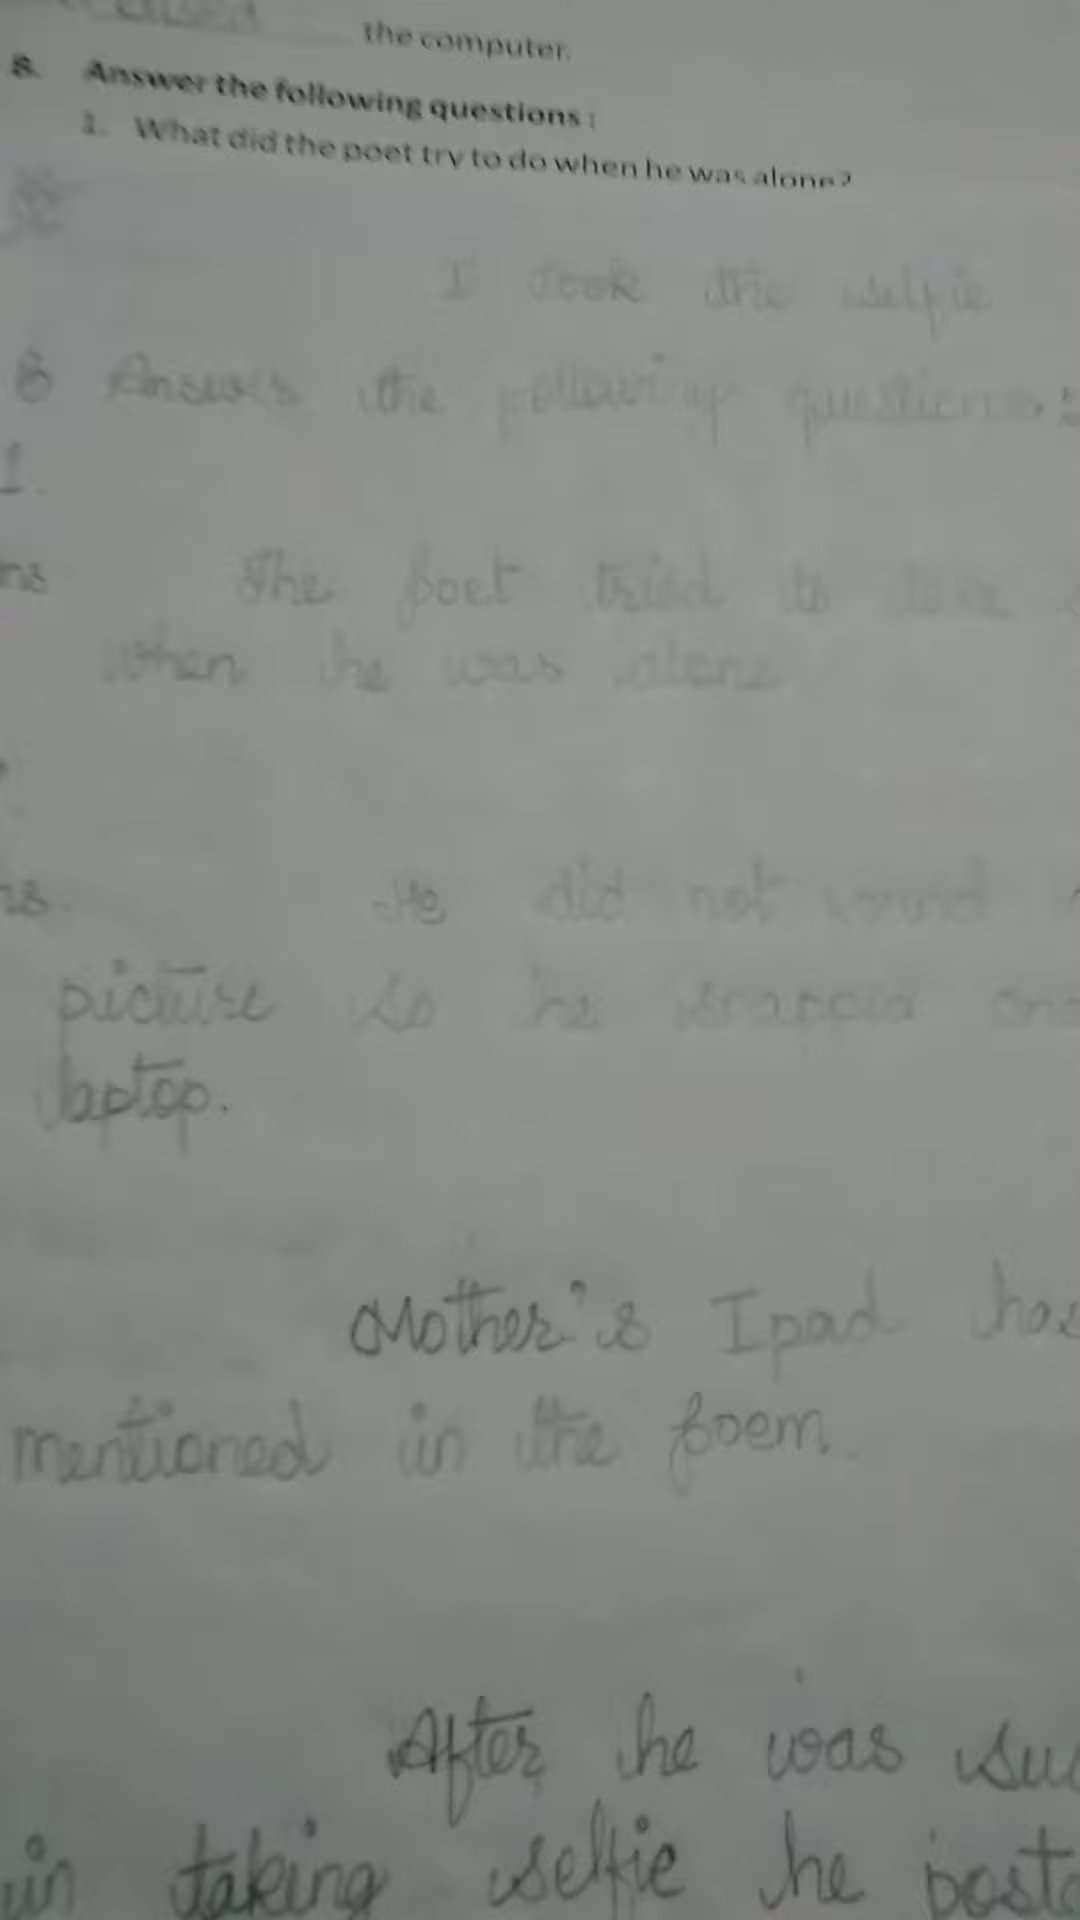 the computer.
B. Answer the following questions :
1. What did the poet try to do when he was alone?
I took the selfie
B Answer the following questions :
1.
ns The poet tried to take
when he was alone
ns. He did not
picture so he
laptop.
Mother's Ipad has
mentioned in the poem.
After he was suc
in taking selfie he poste